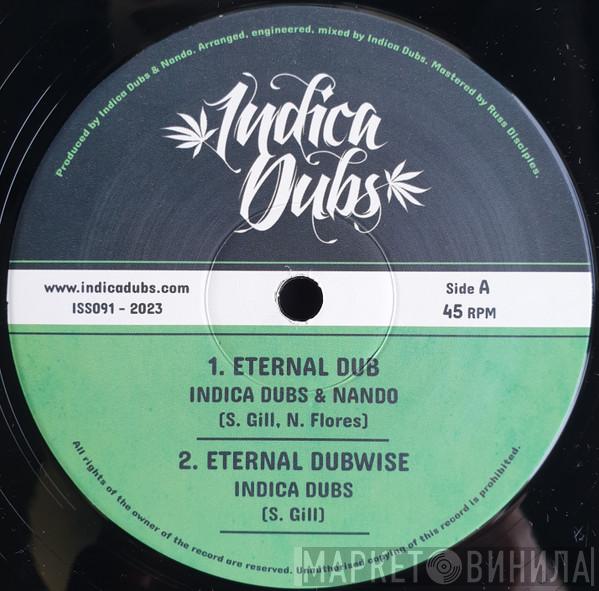 Produced by Indica Dubs & Nando. Arranged, engineered, mixed by Indica Dubs. Mastered by Russ Disciples.
Indica
Dubs
www.indicadubs.com
ISS091 - 2023
Side A
45 RPM
1. ETERNAL DUB
INDICA DUBS & NANDO
(S. Gill, N. Flores)
2. ETERNAL DUBWISE
INDICA DUBS
(S. Gill)
All rights of the owner of the record are reserved. Unauthorised copying of this record is prohibited.
МАРКЕТ ВИНИЛА